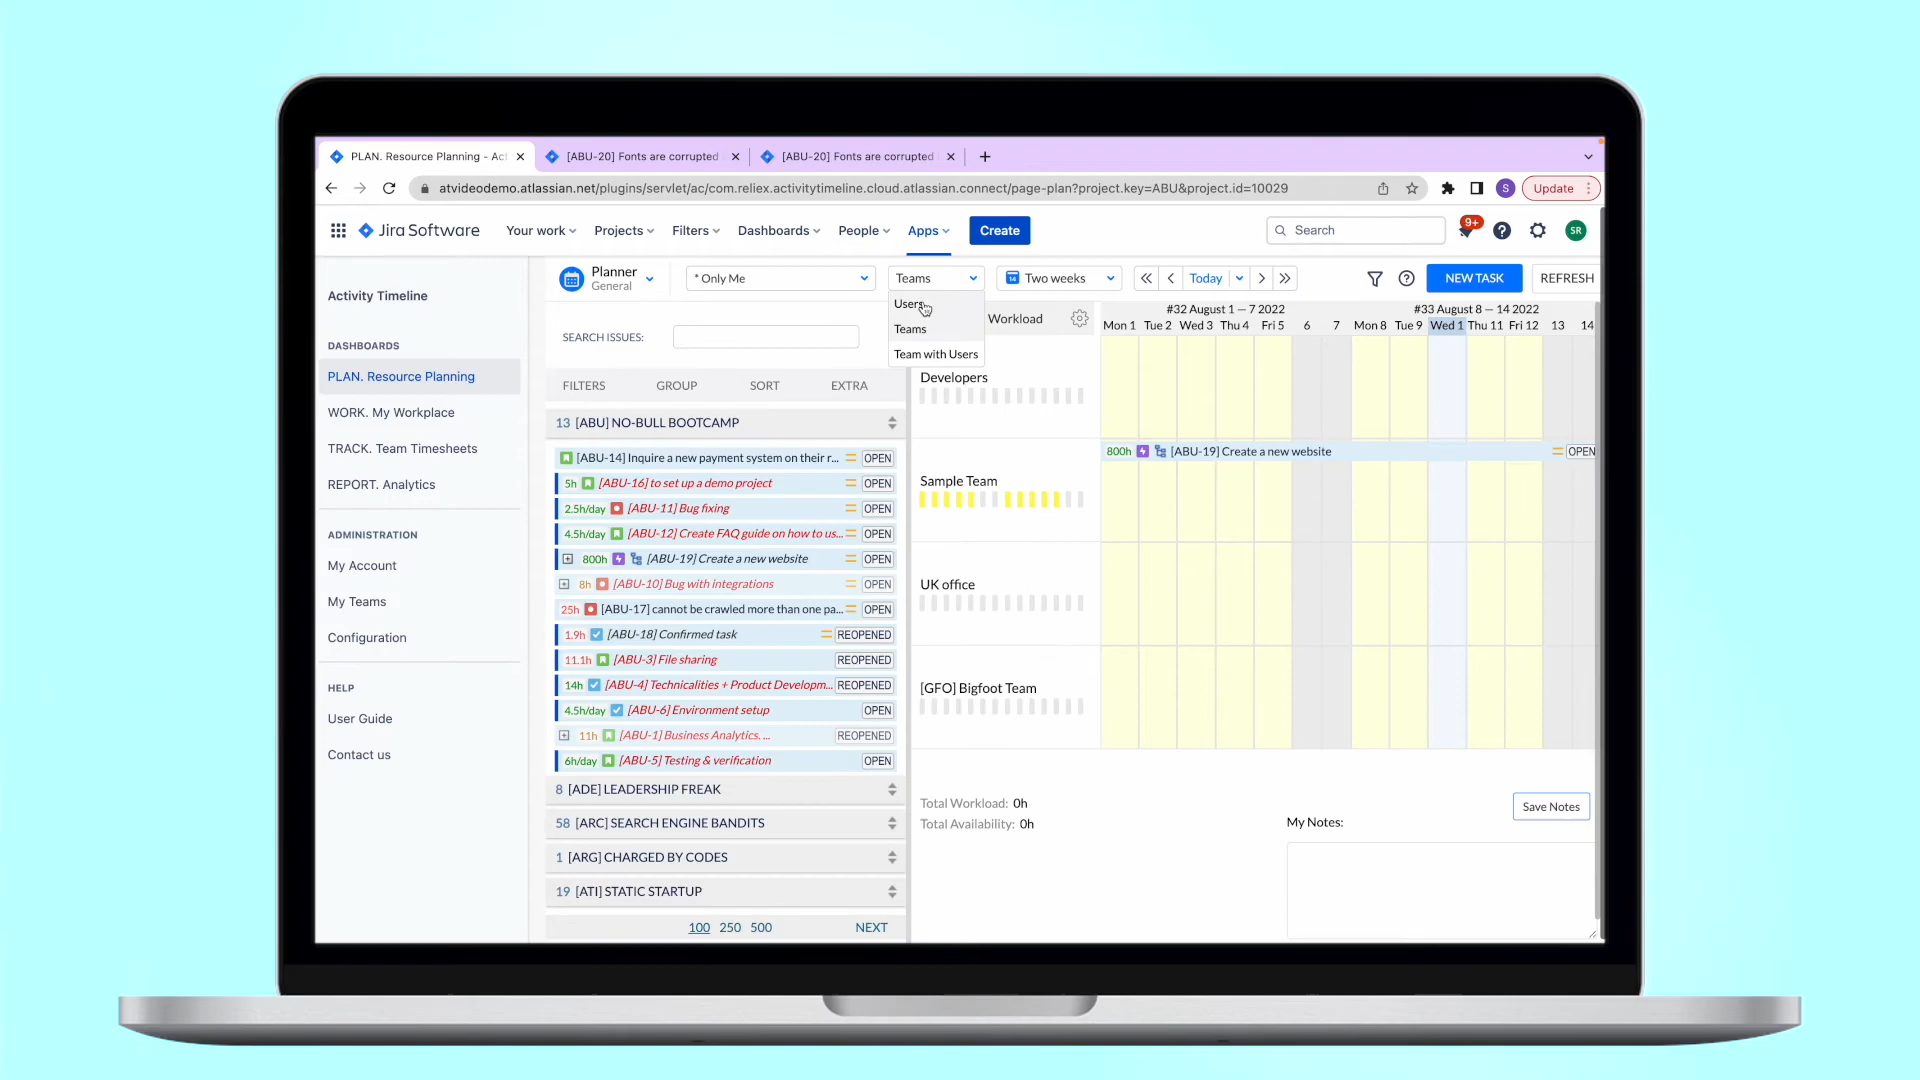 PLAN. Resource Planning - Act
[ABU-20] Fonts are corrupted
[ABU-20] Fonts are corrupted
atvideodemo.atlassian.net/plugins/servlet/ac/com.reliex.activitytimeline.cloud.atlassian.connect/page-plan?project.key=ABU&project.id=10029
S
Update
Jira Software
Your work
Projects
Filters
Dashboards
People
Apps
Create
Search
9+
SR
Activity Timeline
DASHBOARDS
PLAN. Resource Planning
WORK. My Workplace
TRACK. Team Timesheets
REPORT. Analytics
ADMINISTRATION
My Account
My Teams
Configuration
HELP
User Guide
Contact us
Planner
General
* Only Me
Teams
Two weeks
Today
NEW TASK
REFRESH
Users
Teams
Team with Users
SEARCH ISSUES:
FILTERS GROUP SORT EXTRA
13 [ABU] NO-BULL BOOTCAMP
[ABU-14] Inquire a new payment system on their r... OPEN
5h [ABU-16] to set up a demo project OPEN
2.5h/day [ABU-11] Bug fixing OPEN
4.5h/day [ABU-12] Create FAQ guide on how to us... OPEN
800h [ABU-19] Create a new website OPEN
8h [ABU-10] Bug with integrations OPEN
25h [ABU-17] cannot be crawled more than one pa... OPEN
1.9h [ABU-18] Confirmed task REOPENED
11.1h [ABU-3] File sharing REOPENED
14h [ABU-4] Technicalities + Product Developm... REOPENED
4.5h/day [ABU-6] Environment setup OPEN
11h [ABU-1] Business Analytics. ... REOPENED
6h/day [ABU-5] Testing & verification OPEN
8 [ADE] LEADERSHIP FREAK
58 [ARC] SEARCH ENGINE BANDITS
1 [ARG] CHARGED BY CODES
19 [ATI] STATIC STARTUP
100 250 500 NEXT
Workload
#32 August 1 — 7 2022 #33 August 8 — 14 2022
Mon 1 Tue 2 Wed 3 Thu 4 Fri 5 6 7 Mon 8 Tue 9 Wed 1 Thu 11 Fri 12 13 14
Developers
800h [ABU-19] Create a new website OPEN
Sample Team
UK office
[GFO] Bigfoot Team
Total Workload: 0h
Total Availability: 0h
Save Notes
My Notes: